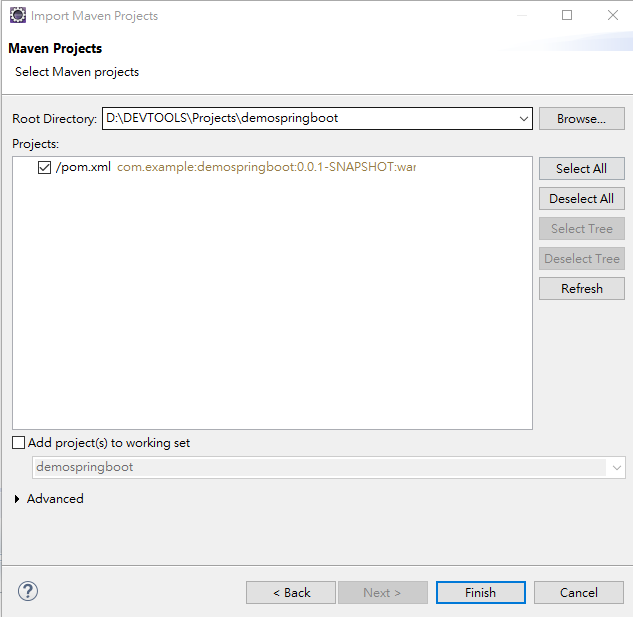 Import Maven Projects
Maven Projects
Select Maven projects
Root Directory: D:\DEVTOOLS\Projects\demospringboot Browse...
Projects:
/pom.xml com.example:demospringboot:0.0.1-SNAPSHOT:war
Select All
Deselect All
Select Tree
Deselect Tree
Refresh
Add project(s) to working set
demospringboot
Advanced
? < Back Next > Finish Cancel